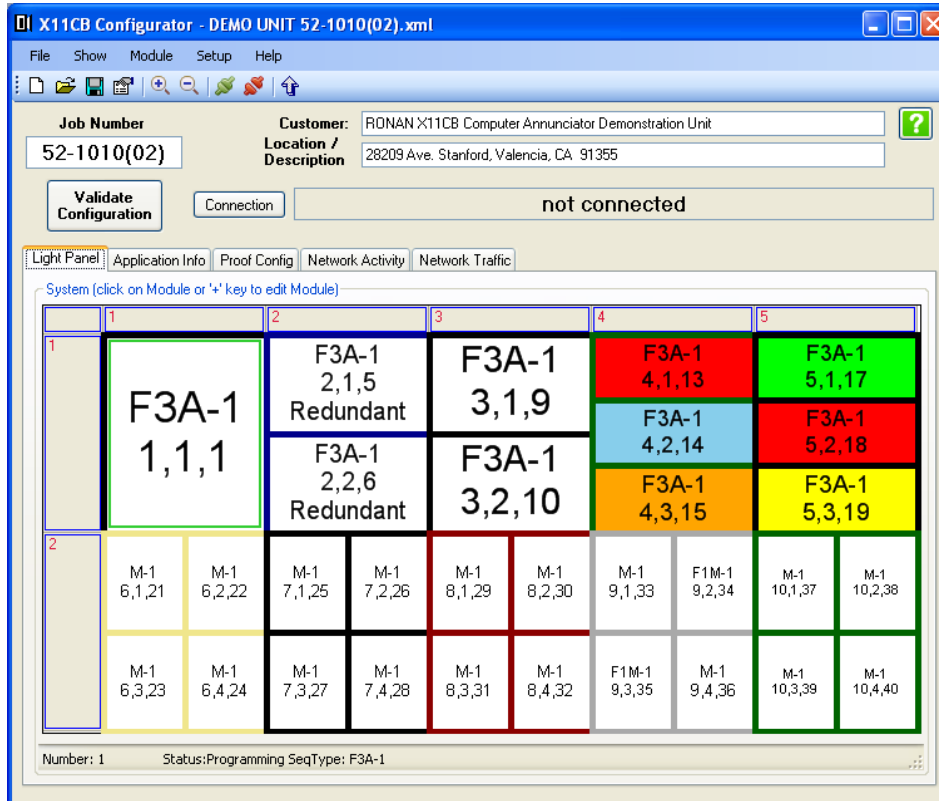 X11CB Configurator - DEMO UNIT 52-1010(02).xml
File Show Module Setup Help
Job Number
52-1010(02)
Customer: RONAN X11CB Computer Annunciator Demonstration Unit
Location /
Description 28209 Ave. Stanford, Valencia, CA 91355
?
Validate
Configuration
Connection
not connected
Light Panel Application Info Proof Config Network Activity Network Traffic
System (click on Module or '+' key to edit Module)
1 2 3 4 5
1
F3A-1
1,1,1
F3A-1
2,1,5
Redundant
F3A-1
2,2,6
Redundant
F3A-1
3,1,9
F3A-1
3,2,10
F3A-1
4,1,13
F3A-1
4,2,14
F3A-1
4,3,15
F3A-1
5,1,17
F3A-1
5,2,18
F3A-1
5,3,19
2
M-1 M-1 M-1 M-1 M-1 M-1 M-1 F1M-1 M-1 M-1
6,1,21 6,2,22 7,1,25 7,2,26 8,1,29 8,2,30 9,1,33 9,2,34 10,1,37 10,2,38
M-1 M-1 M-1 M-1 M-1 M-1 F1M-1 M-1 M-1 M-1
6,3,23 6,4,24 7,3,27 7,4,28 8,3,31 8,4,32 9,3,35 9,4,36 10,3,39 10,4,40
Number: 1 Status:Programming SeqType: F3A-1